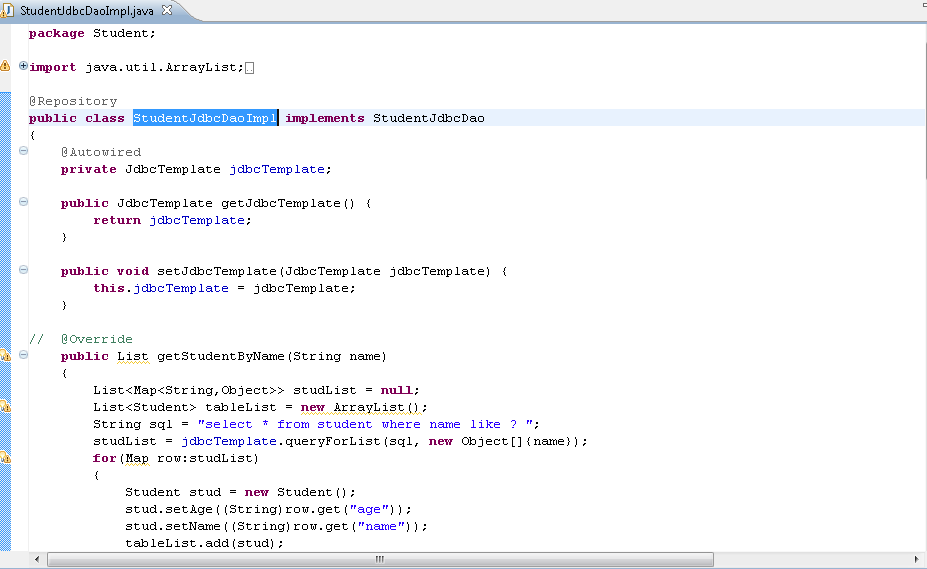 StudentJdbcDaoImpl.java
package Student;
import java.util.ArrayList;
@Repository
public class StudentJdbcDaoImpl implements StudentJdbcDao
{
@Autowired
private JdbcTemplate jdbcTemplate;
public JdbcTemplate getJdbcTemplate() {
return jdbcTemplate;
}
public void setJdbcTemplate(JdbcTemplate jdbcTemplate) {
this.jdbcTemplate = jdbcTemplate;
}
// @Override
public List getStudentByName(String name)
{
List<Map<String,Object>> studList = null;
List<Student> tableList = new ArrayList();
String sql = "select * from student where name like ? ";
studList = jdbcTemplate.queryForList(sql, new Object[]{name});
for(Map row:studList)
{
Student stud = new Student();
stud.setAge((String)row.get("age"));
stud.setName((String)row.get("name"));
tableList.add(stud);